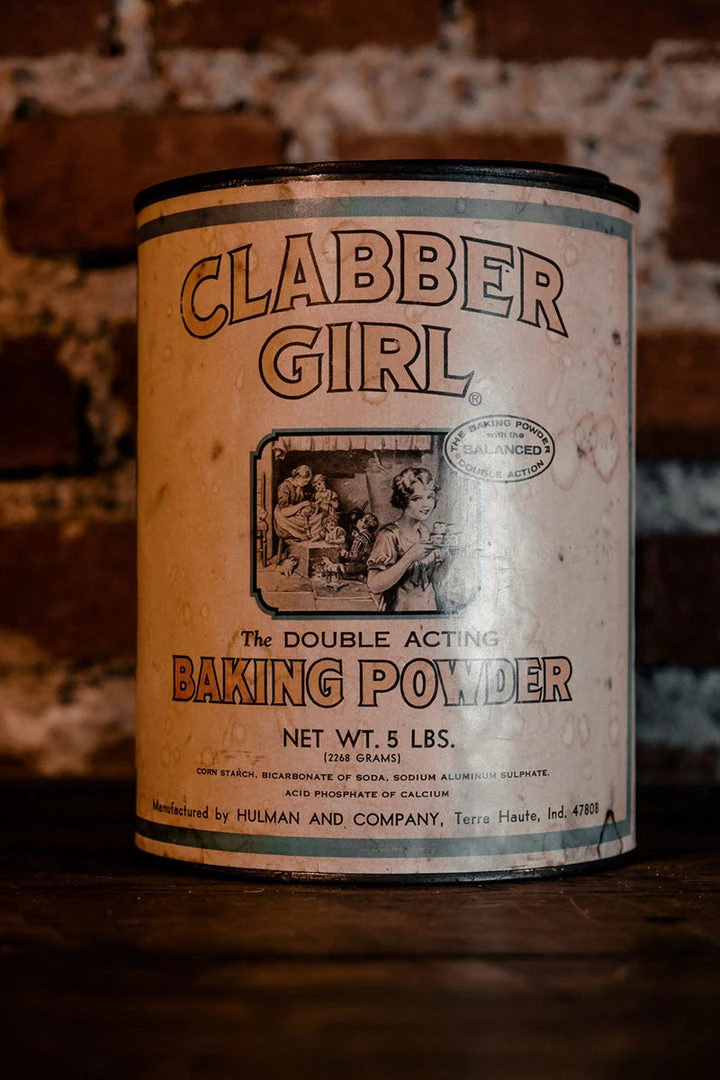 CLABBER
GIRL®
THE BAKING POWDER
with the
BALANCED
DOUBLE ACTION
The DOUBLE ACTING
BAKING POWDER
NET WT. 5 LBS.
(2268 GRAMS)
CORN STARCH, BICARBONATE OF SODA, SODIUM ALUMINUM SULPHATE,
ACID PHOSPHATE OF CALCIUM
Manufactured by HULMAN AND COMPANY, Terre Haute, Ind. 47808